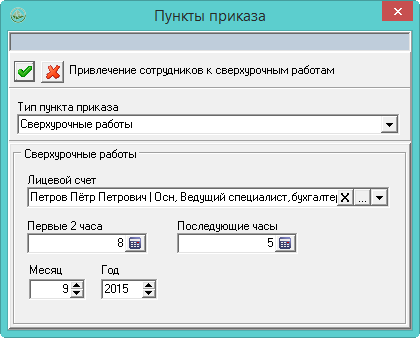 Пункты приказа
Привлечение сотрудников к сверхурочным работам
Тип пункта приказа
Сверхурочные работы
Сверхурочные работы
Лицевой счет
Петров Пётр Петрович | Осн, Ведущий специалист,бухгалтер ...
Первые 2 часа Последующие часы
8 5
Месяц Год
9 2015